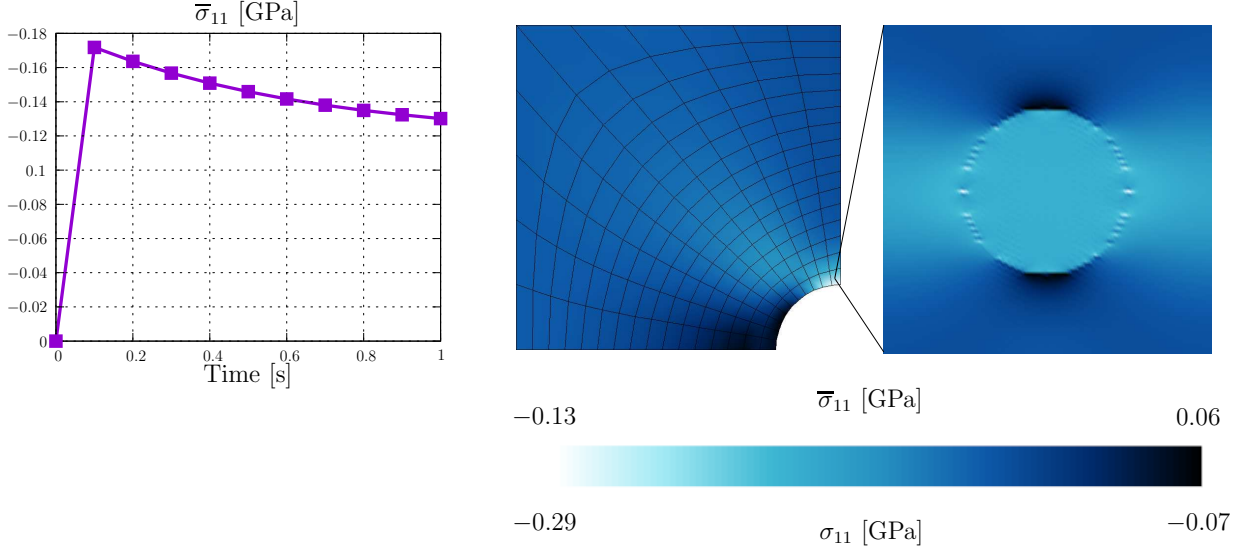 σ̅₁₁ [GPa]
−0.18
−0.16
−0.14
−0.12
0.1
−0.08
−0.06
−0.04
−0.02
0
0 0.2 0.4 0.6 0.8 1
Time [s]
σ̅₁₁ [GPa]
−0.13 0.06
−0.29 −0.07
σ₁₁ [GPa]